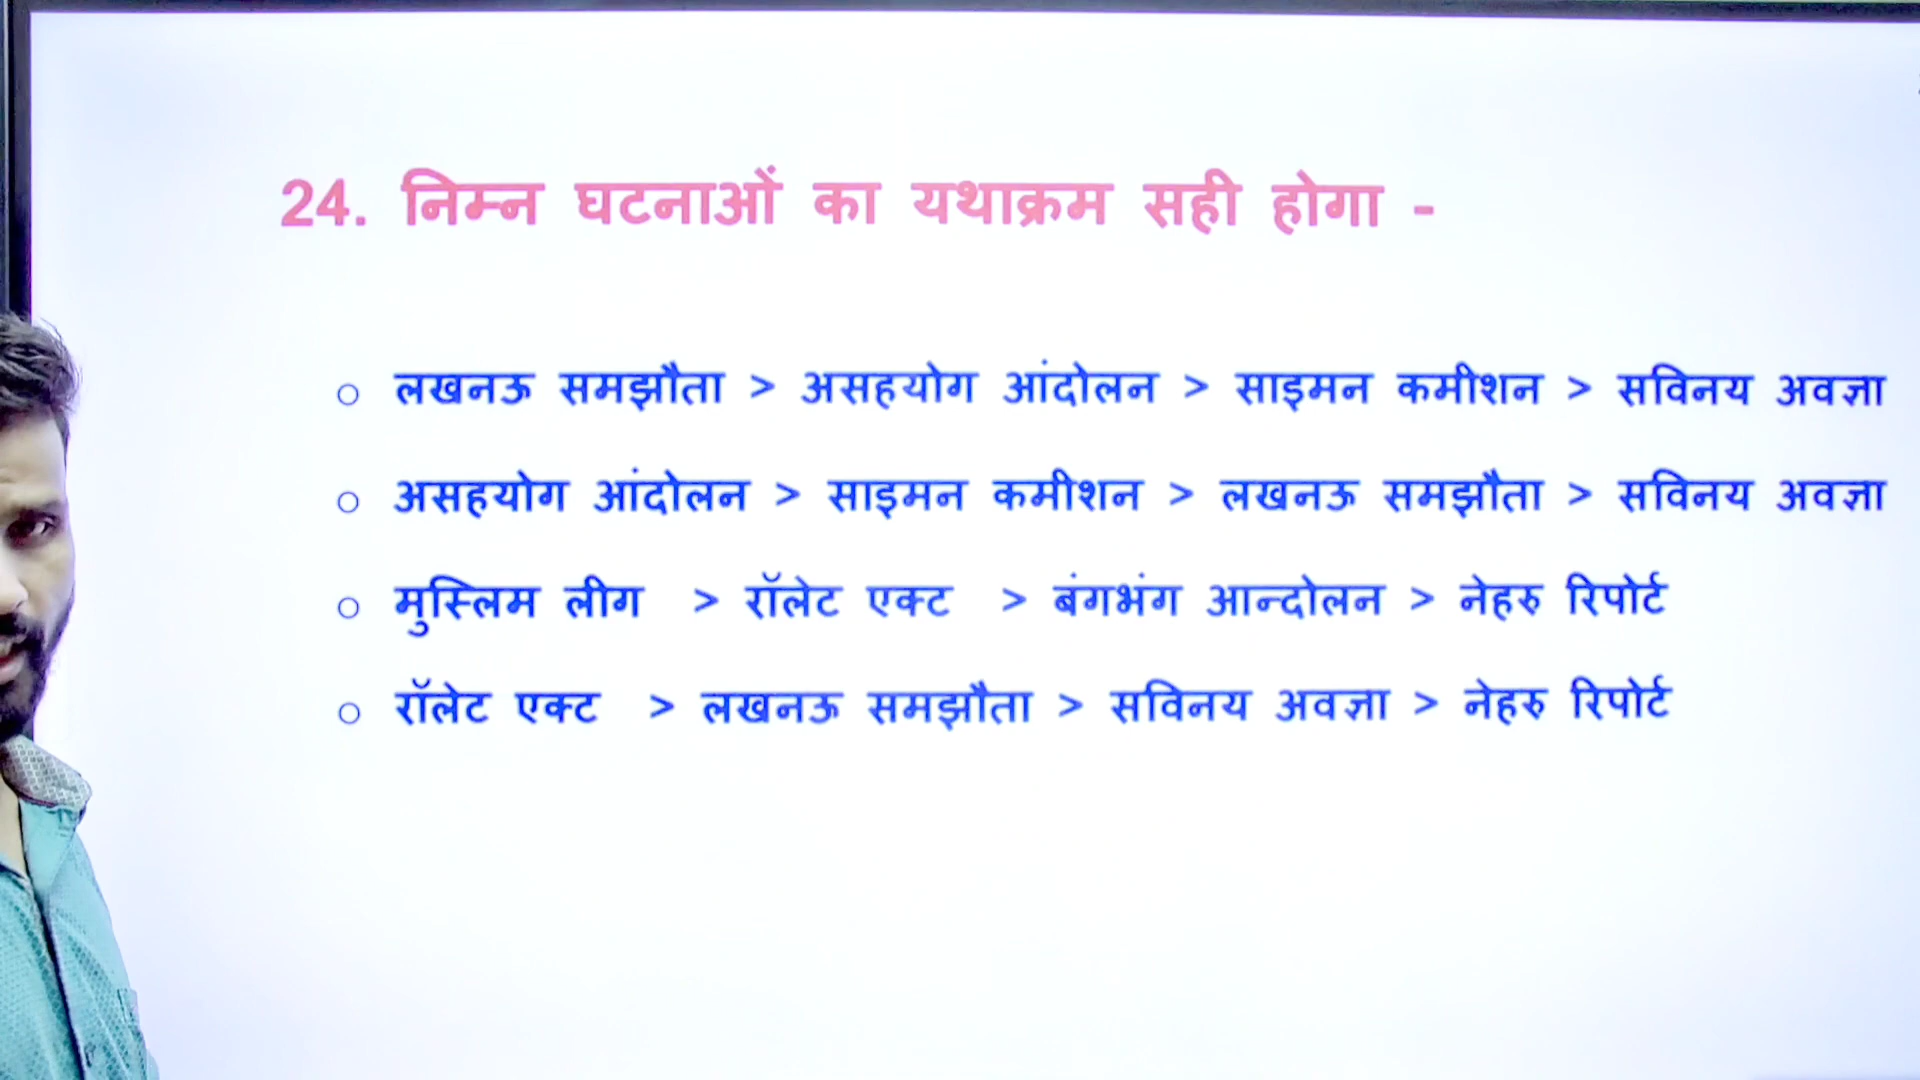 24. निम्न घटनाओं का यथाक्रम सही होगा -
○ लखनऊ समझौता > असहयोग आंदोलन > साइमन कमीशन > सविनय अवज्ञा
○ असहयोग आंदोलन > साइमन कमीशन > लखनऊ समझौता > सविनय अवज्ञा
○ मुस्लिम लीग > रॉलेट एक्ट > बंगभंग आन्दोलन > नेहरु रिपोर्ट
○ रॉलेट एक्ट > लखनऊ समझौता > सविनय अवज्ञा > नेहरु रिपोर्ट